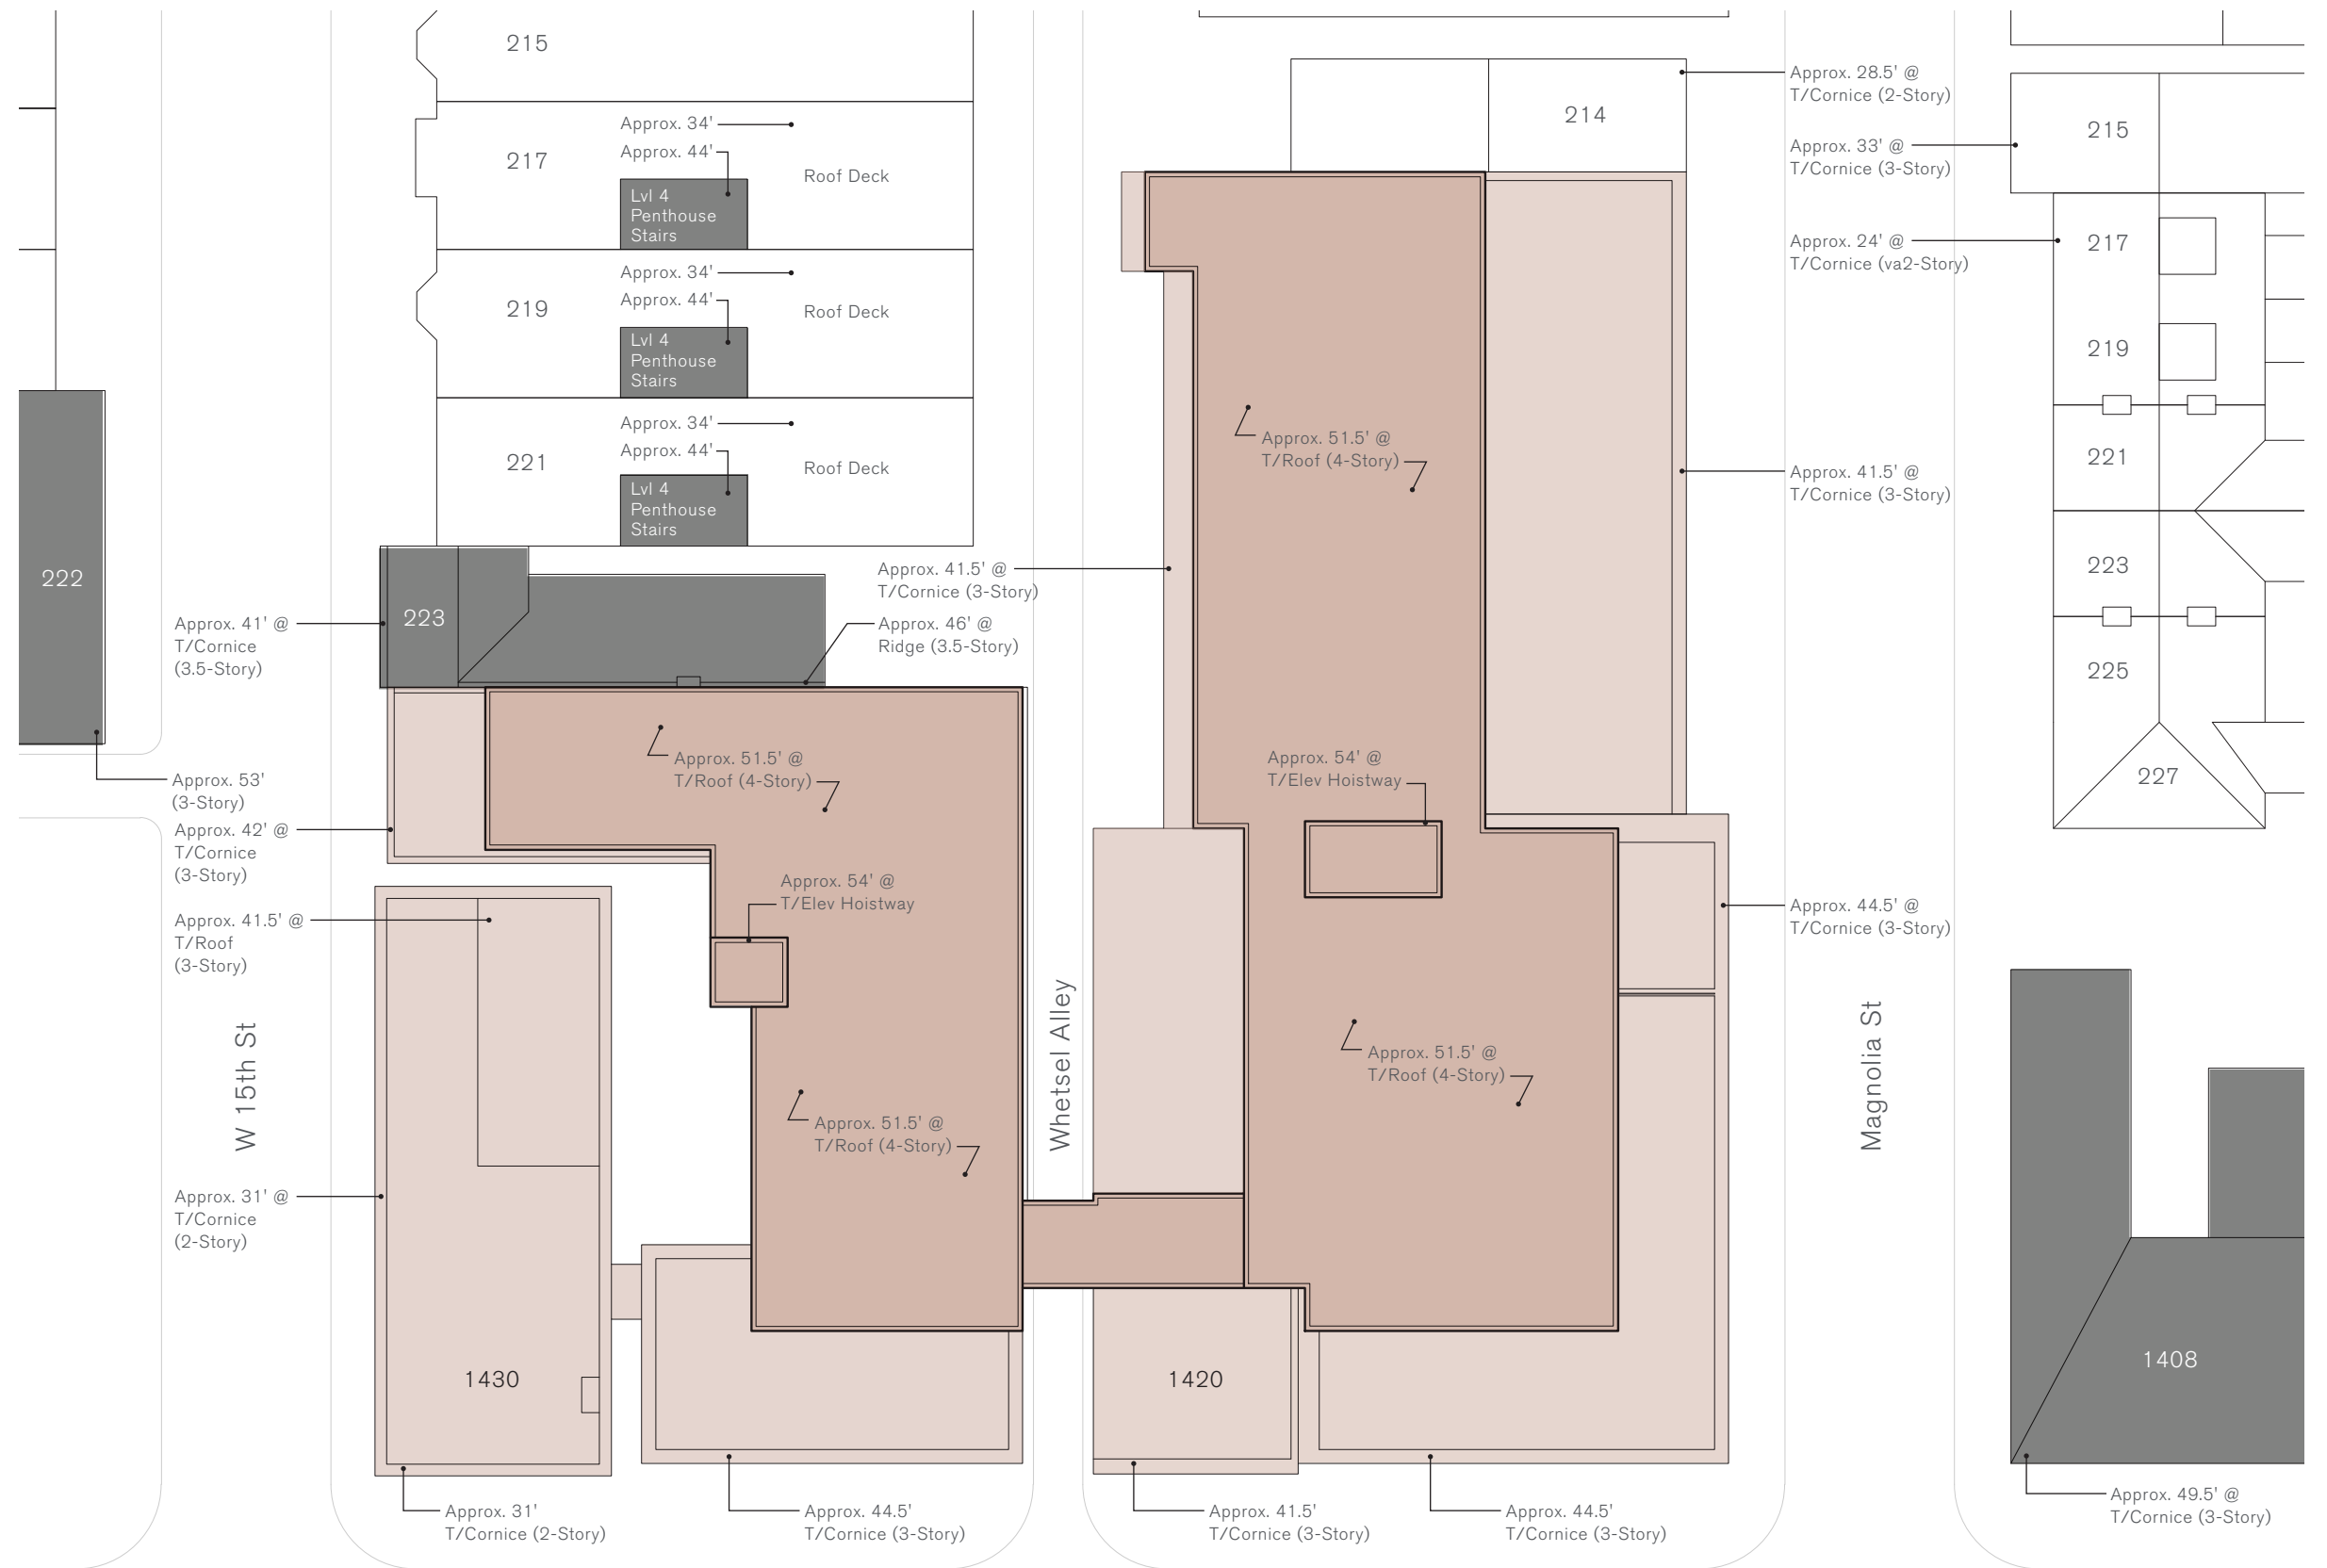 215
217
Approx. 34'
Approx. 44'
Roof Deck
Lvl 4
Penthouse
Stairs
219
Approx. 34'
Approx. 44'
Roof Deck
Lvl 4
Penthouse
Stairs
221
Approx. 34'
Approx. 44'
Roof Deck
Lvl 4
Penthouse
Stairs
222
223
Approx. 41' @
T/Cornice
(3.5-Story)
Approx. 53'
(3-Story)
Approx. 42' @
T/Cornice
(3-Story)
Approx. 41.5' @
T/Roof
(3-Story)
W 15th St
Approx. 31' @
T/Cornice
(2-Story)
Approx. 41.5' @
T/Cornice (3-Story)
Approx. 46' @
Ridge (3.5-Story)
Approx. 51.5' @
T/Roof (4-Story)
Approx. 54' @
T/Elev Hoistway
Approx. 51.5' @
T/Roof (4-Story)
1430
Approx. 31'
T/Cornice (2-Story)
Approx. 44.5'
T/Cornice (3-Story)
Whetsel Alley
214
Approx. 51.5' @
T/Roof (4-Story)
Approx. 54' @
T/Elev Hoistway
Approx. 51.5' @
T/Roof (4-Story)
1420
Approx. 41.5'
T/Cornice (3-Story)
Approx. 44.5'
T/Cornice (3-Story)
Approx. 28.5' @
T/Cornice (2-Story)
Approx. 33' @
T/Cornice (3-Story)
Approx. 24' @
T/Cornice (va2-Story)
Approx. 41.5' @
T/Cornice (3-Story)
Approx. 44.5' @
T/Cornice (3-Story)
Magnolia St
215
217
219
221
223
225
227
1408
Approx. 49.5' @
T/Cornice (3-Story)